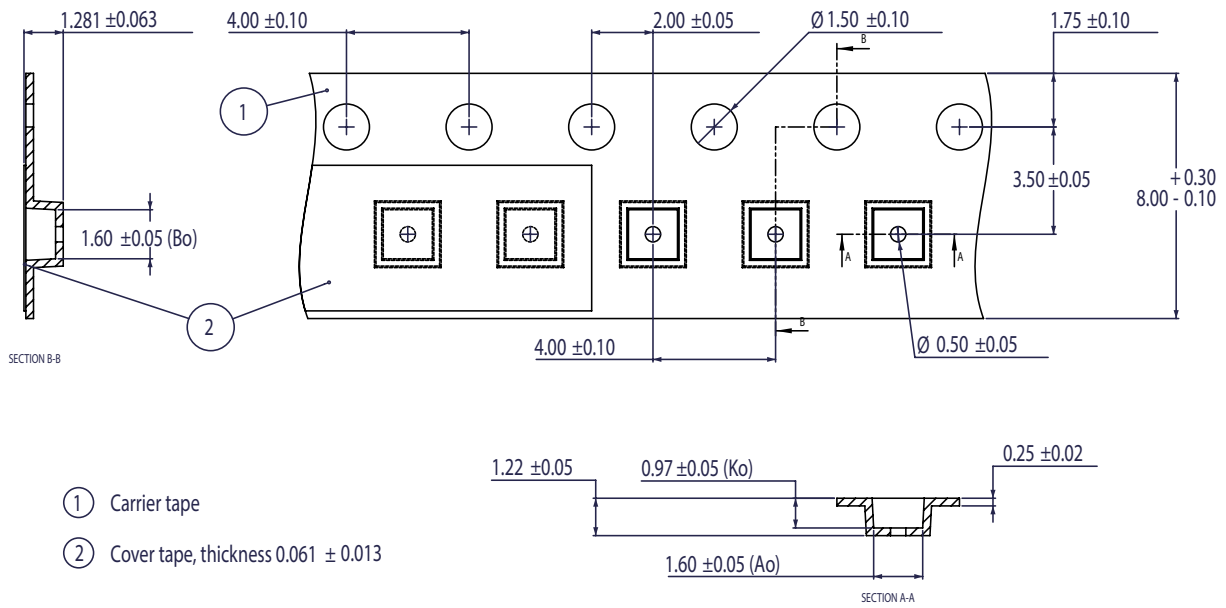 1.281 ±0.063
4.00 ±0.10
2.00 ±0.05
Ø 1.50 ±0.10
1.75 ±0.10
B
1
3.50 ±0.05
+ 0.30
8.00 - 0.10
1.60 ±0.05 (Bo)
A
A
2
B
4.00 ±0.10
Ø 0.50 ±0.05
SECTION B-B
1.22 ±0.05
0.97 ±0.05 (Ko)
0.25 ±0.02
1 Carrier tape
2 Cover tape, thickness 0.061 ± 0.013
1.60 ±0.05 (Ao)
SECTION A-A